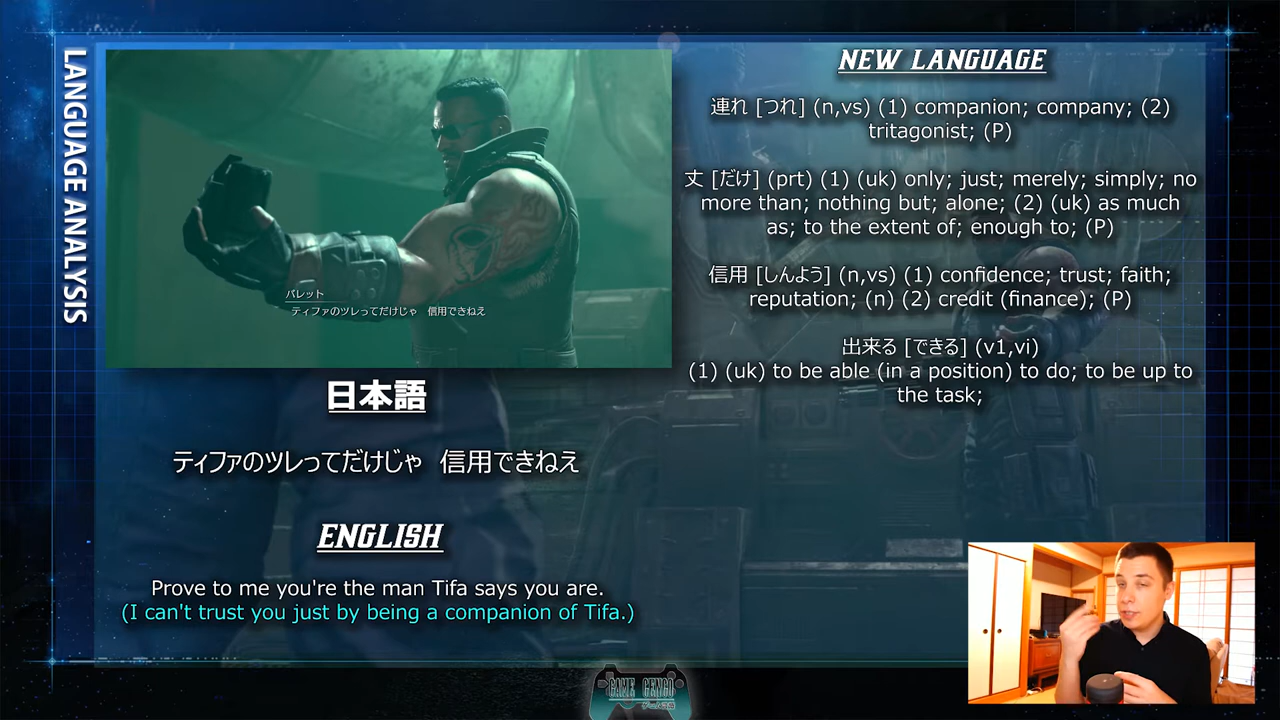 LANGUAGE ANALYSIS
バレット
ティファのツレってだけじゃ 信用できねえ
日本語
ティファのツレってだけじゃ 信用できねえ
ENGLISH
Prove to me you're the man Tifa says you are.
(I can't trust you just by being a companion of Tifa.)
NEW LANGUAGE
連れ [つれ] (n,vs) (1) companion; company; (2)
tritagonist; (P)
丈 [だけ] (prt) (1) (uk) only; just; merely; simply; no
more than; nothing but; alone; (2) (uk) as much
as; to the extent of; enough to; (P)
信用 [しんよう] (n,vs) (1) confidence; trust; faith;
reputation; (n) (2) credit (finance); (P)
出来る [できる] (v1,vi)
(1) (uk) to be able (in a position) to do; to be up to
the task;
GAME GENGO
ゲーム言語